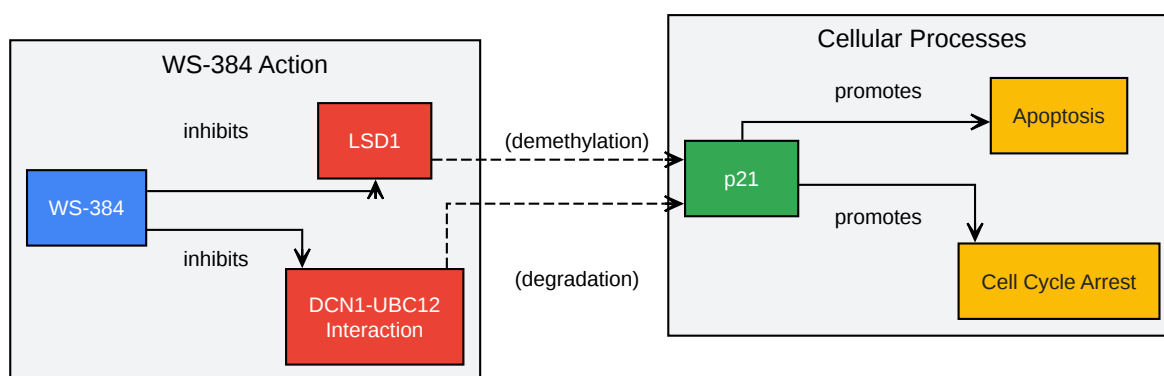 WS-384 Action
inhibits
LSD1
WS-384
inhibits
DCN1-UBC12
Interaction
(demethylation)
(degradation)
Cellular Processes
promotes
Apoptosis
p21
promotes
Cell Cycle Arrest